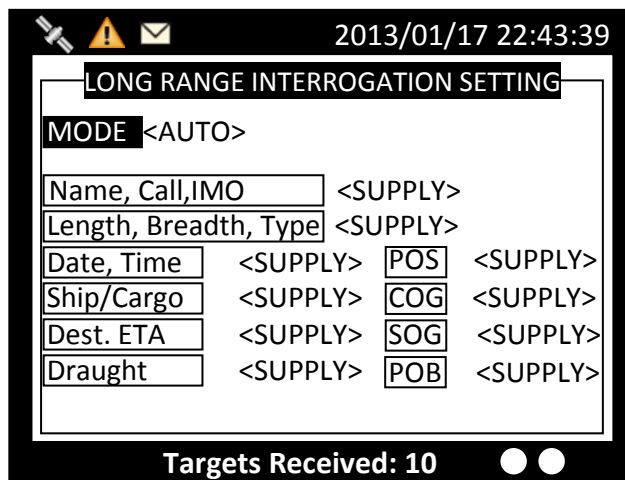 2013/01/17 22:43:39
LONG RANGE INTERROGATION SETTING
MODE <AUTO>
Name, Call,IMO <SUPPLY>
Length, Breadth, Type <SUPPLY>
Date, Time <SUPPLY> POS <SUPPLY>
Ship/Cargo <SUPPLY> COG <SUPPLY>
Dest. ETA <SUPPLY> SOG <SUPPLY>
Draught <SUPPLY> POB <SUPPLY>
Targets Received: 10